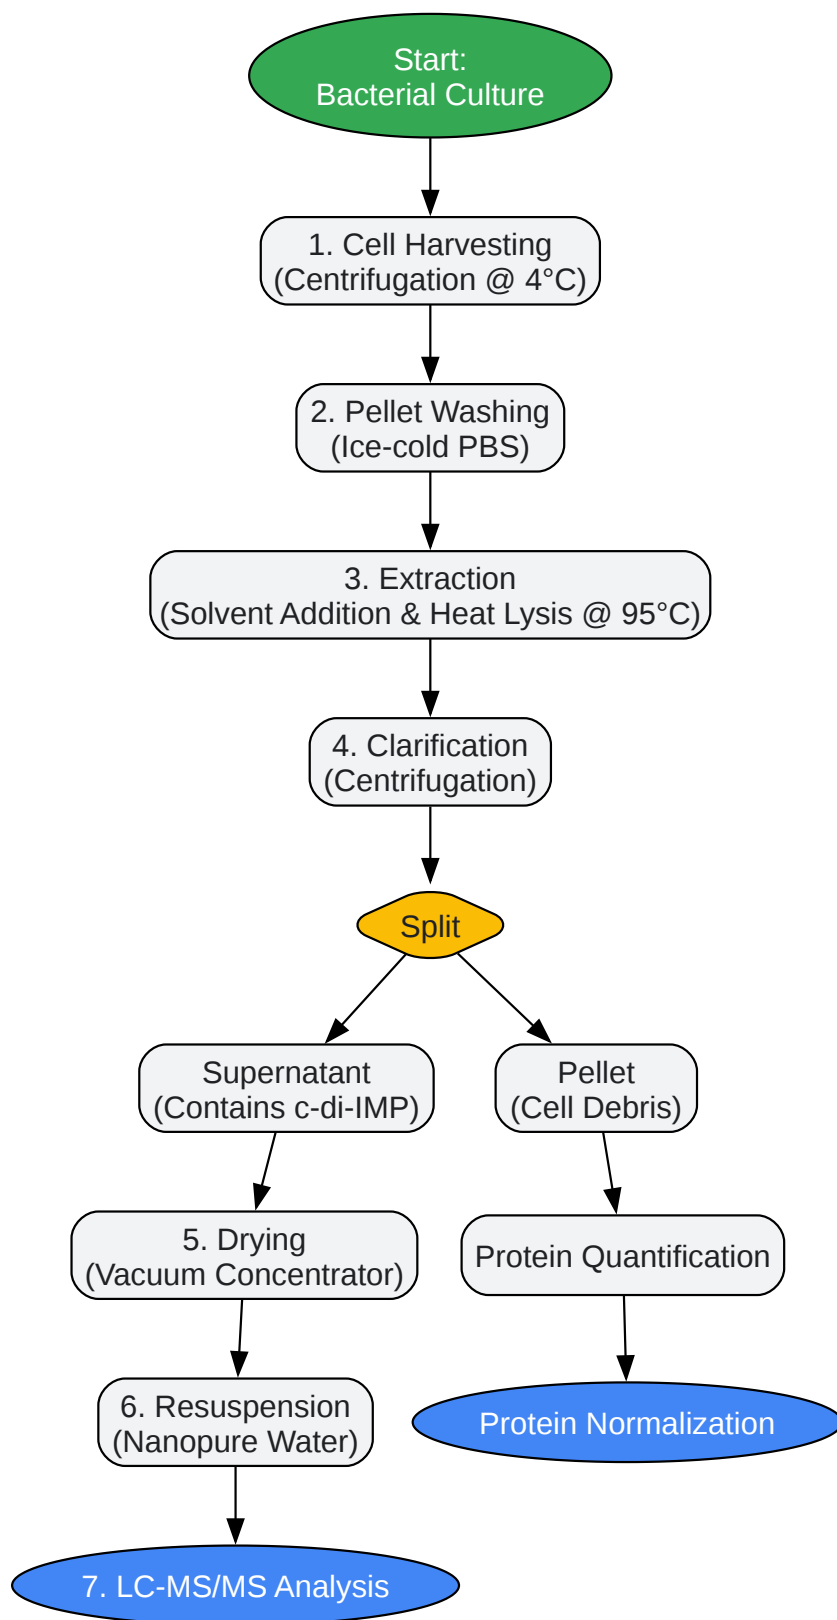 Start:
Bacterial Culture
1. Cell Harvesting
(Centrifugation @ 4°C)
2. Pellet Washing
(Ice-cold PBS)
3. Extraction
(Solvent Addition & Heat Lysis @ 95°C)
4. Clarification
(Centrifugation)
Split
Supernatant
(Contains c-di-IMP)
Pellet
(Cell Debris)
5. Drying
(Vacuum Concentrator)
Protein Quantification
6. Resuspension
(Nanopure Water)
Protein Normalization
7. LC-MS/MS Analysis